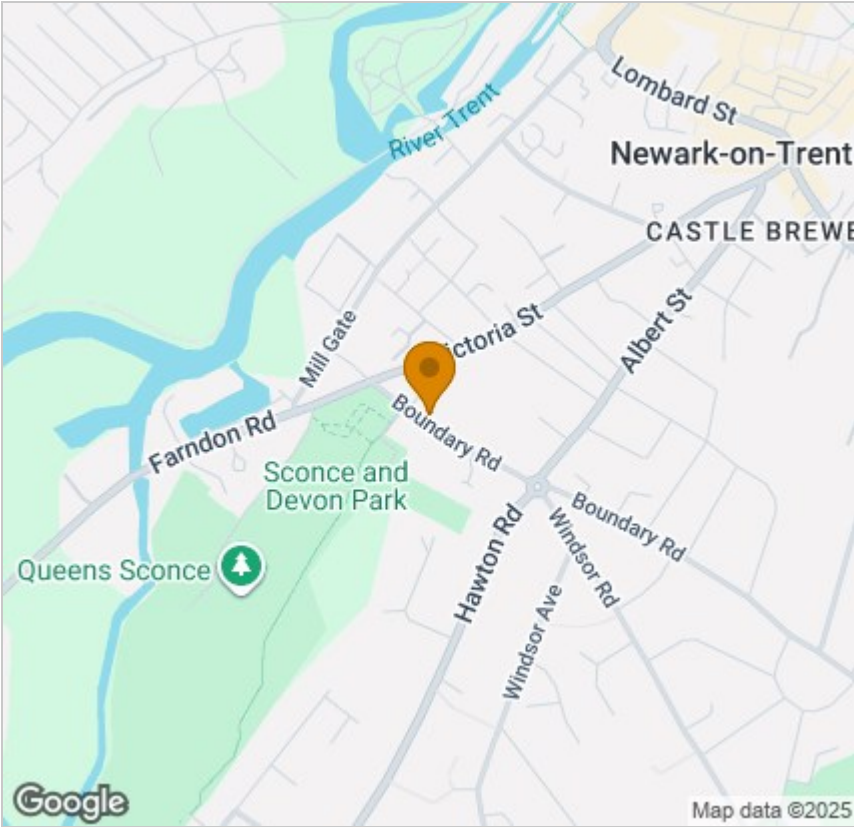 Lombard St
River Trent
Newark-on-Trent
CASTLE BREWE
Mill Gate
ictoria St
Albert St
Boundary Rd
Farndon Rd
Sconce and
Devon Park
Hawton Rd
Boundary Rd
Windsor Rd
Queens Sconce
Windsor Ave
Google
Map data ©2025